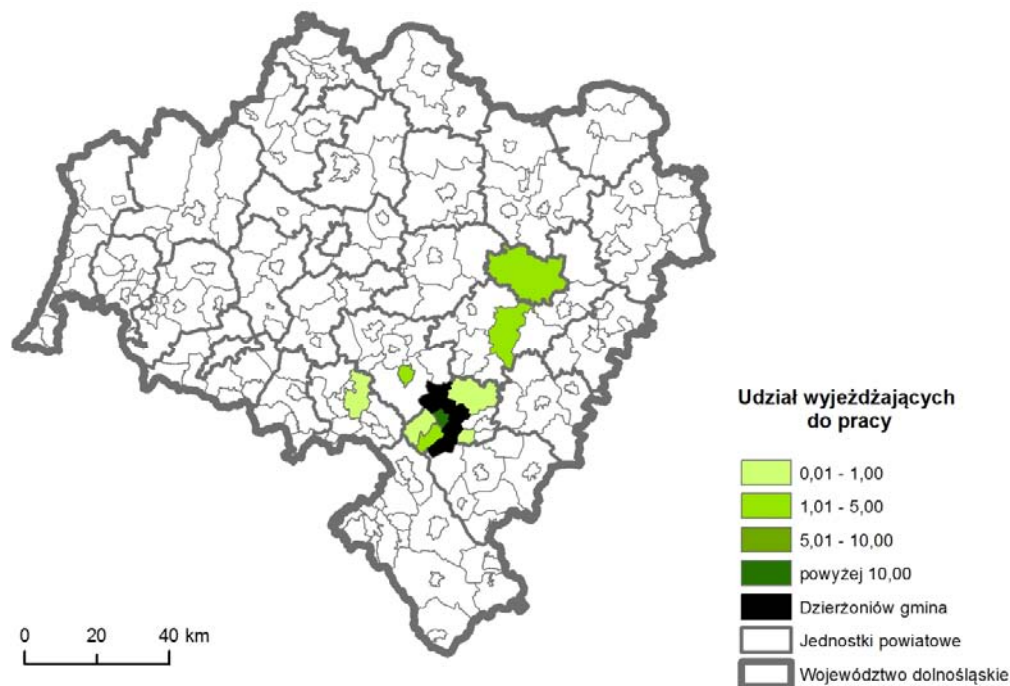 Udział wyjeżdżających
do pracy
0,01 - 1,00
1,01 - 5,00
5,01 - 10,00
powyżej 10,00
Dzierżoniów gmina
Jednostki powiatowe
Województwo dolnośląskie
0 20 40 km